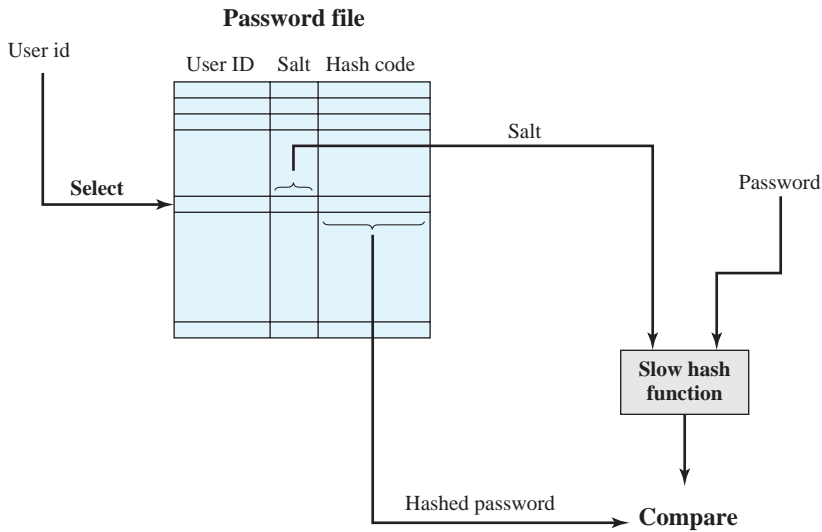 Password file
User id
User ID Salt Hash code
Salt
Select
Password
Slow hash
function
Hashed password
Compare